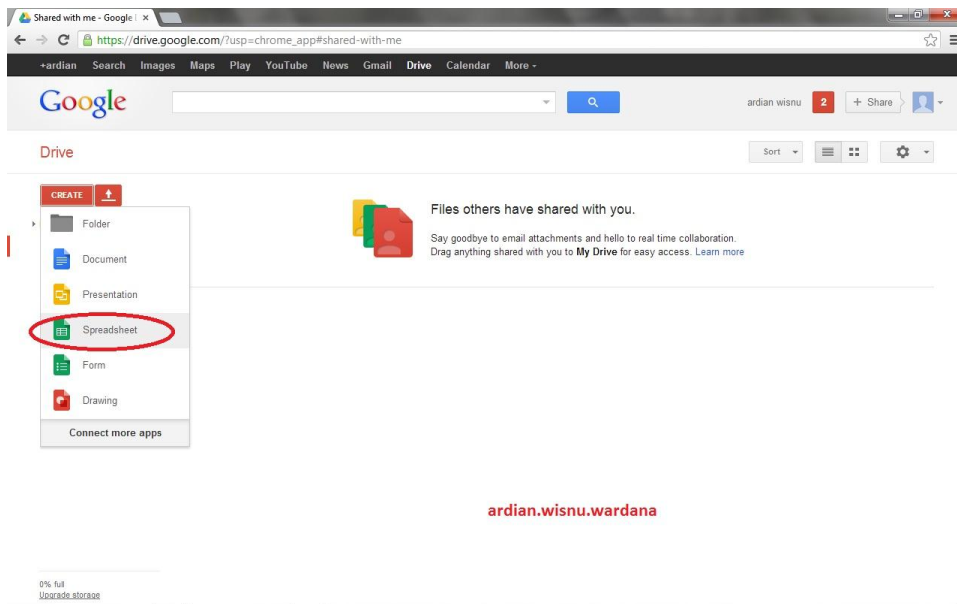 Shared with me - Google
https://drive.google.com/?usp=chrome_app#shared-with-me
+ardian Search Images Maps Play YouTube News Gmail Drive Calendar More
Google
ardian wisnu 2 + Share
Drive
Sort
CREATE
Folder
Files others have shared with you.
Say goodbye to email attachments and hello to real time collaboration.
Document
Drag anything shared with you to My Drive for easy access. Learn more
Presentation
Spreadsheet
Form
Drawing
Connect more apps
ardian.wisnu.wardana
0% full
Upgrade storage